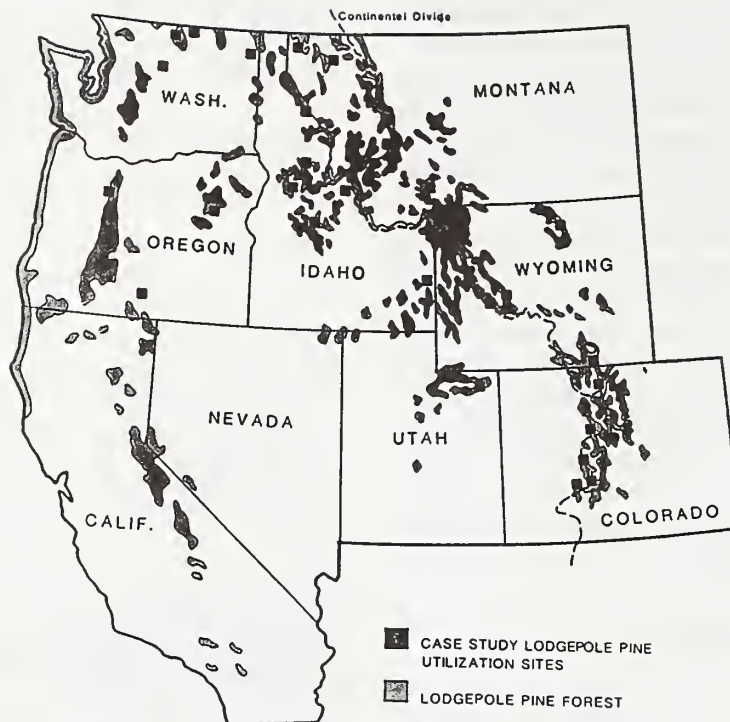 Continentel Divide
WASH.
MONTANA
OREGON
IDAHO
WYOMING
NEVADA
UTAH
CALIF.
COLORADO
CASE STUDY LODGEPOLE PINE
UTILIZATION SITES
LODGEPOLE PINE FOREST